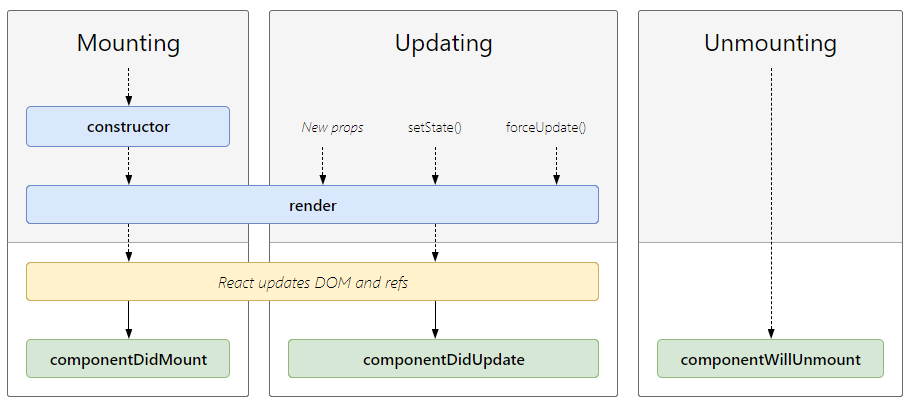 Mounting
Updating
Unmounting
constructor
New props
setState()
forceUpdate()
render
React updates DOM and refs
componentDidMount
componentDidUpdate
componentWillUnmount